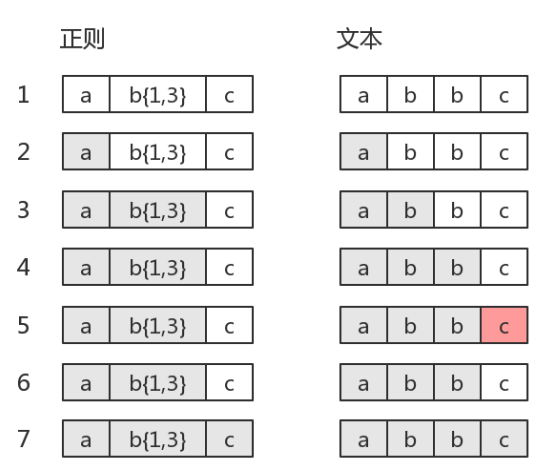 正则 文本
1 a b{1,3} c a b b c
2 a b{1,3} c a b b c
3 a b{1,3} c a b b c
4 a b{1,3} c a b b c
5 a b{1,3} c a b b c
6 a b{1,3} c a b b c
7 a b{1,3} c a b b c